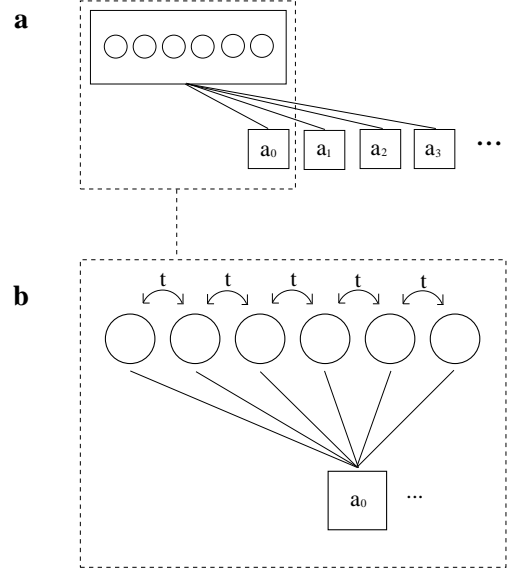 a
a₀ a₁ a₂ a₃ ...
b
t t t t t
a₀ ...